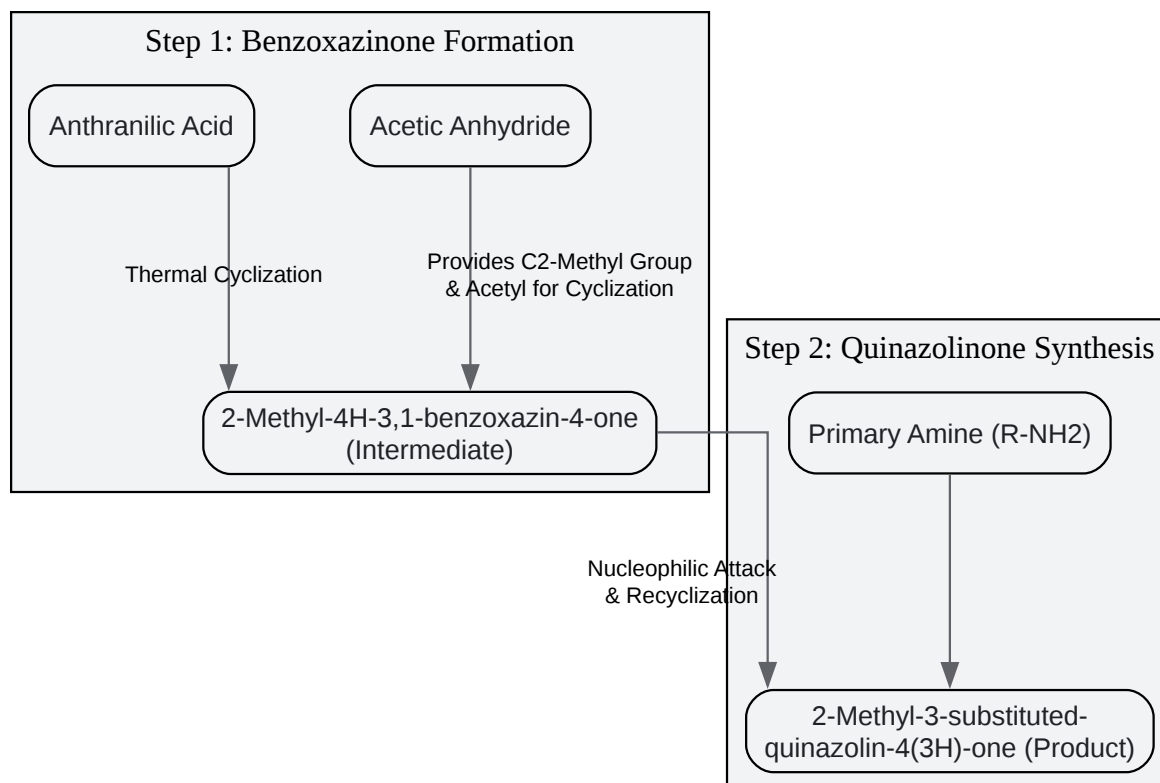 Step 1: Benzoxazinone Formation
Anthranilic Acid
Acetic Anhydride
Thermal Cyclization
Provides C2-Methyl Group
& Acetyl for Cyclization
2-Methyl-4H-3,1-benzoxazin-4-one
(Intermediate)
Step 2: Quinazolinone Synthesis
Primary Amine (R-NH2)
Nucleophilic Attack
& Recyclization
2-Methyl-3-substituted-
quinazolin-4(3H)-one (Product)